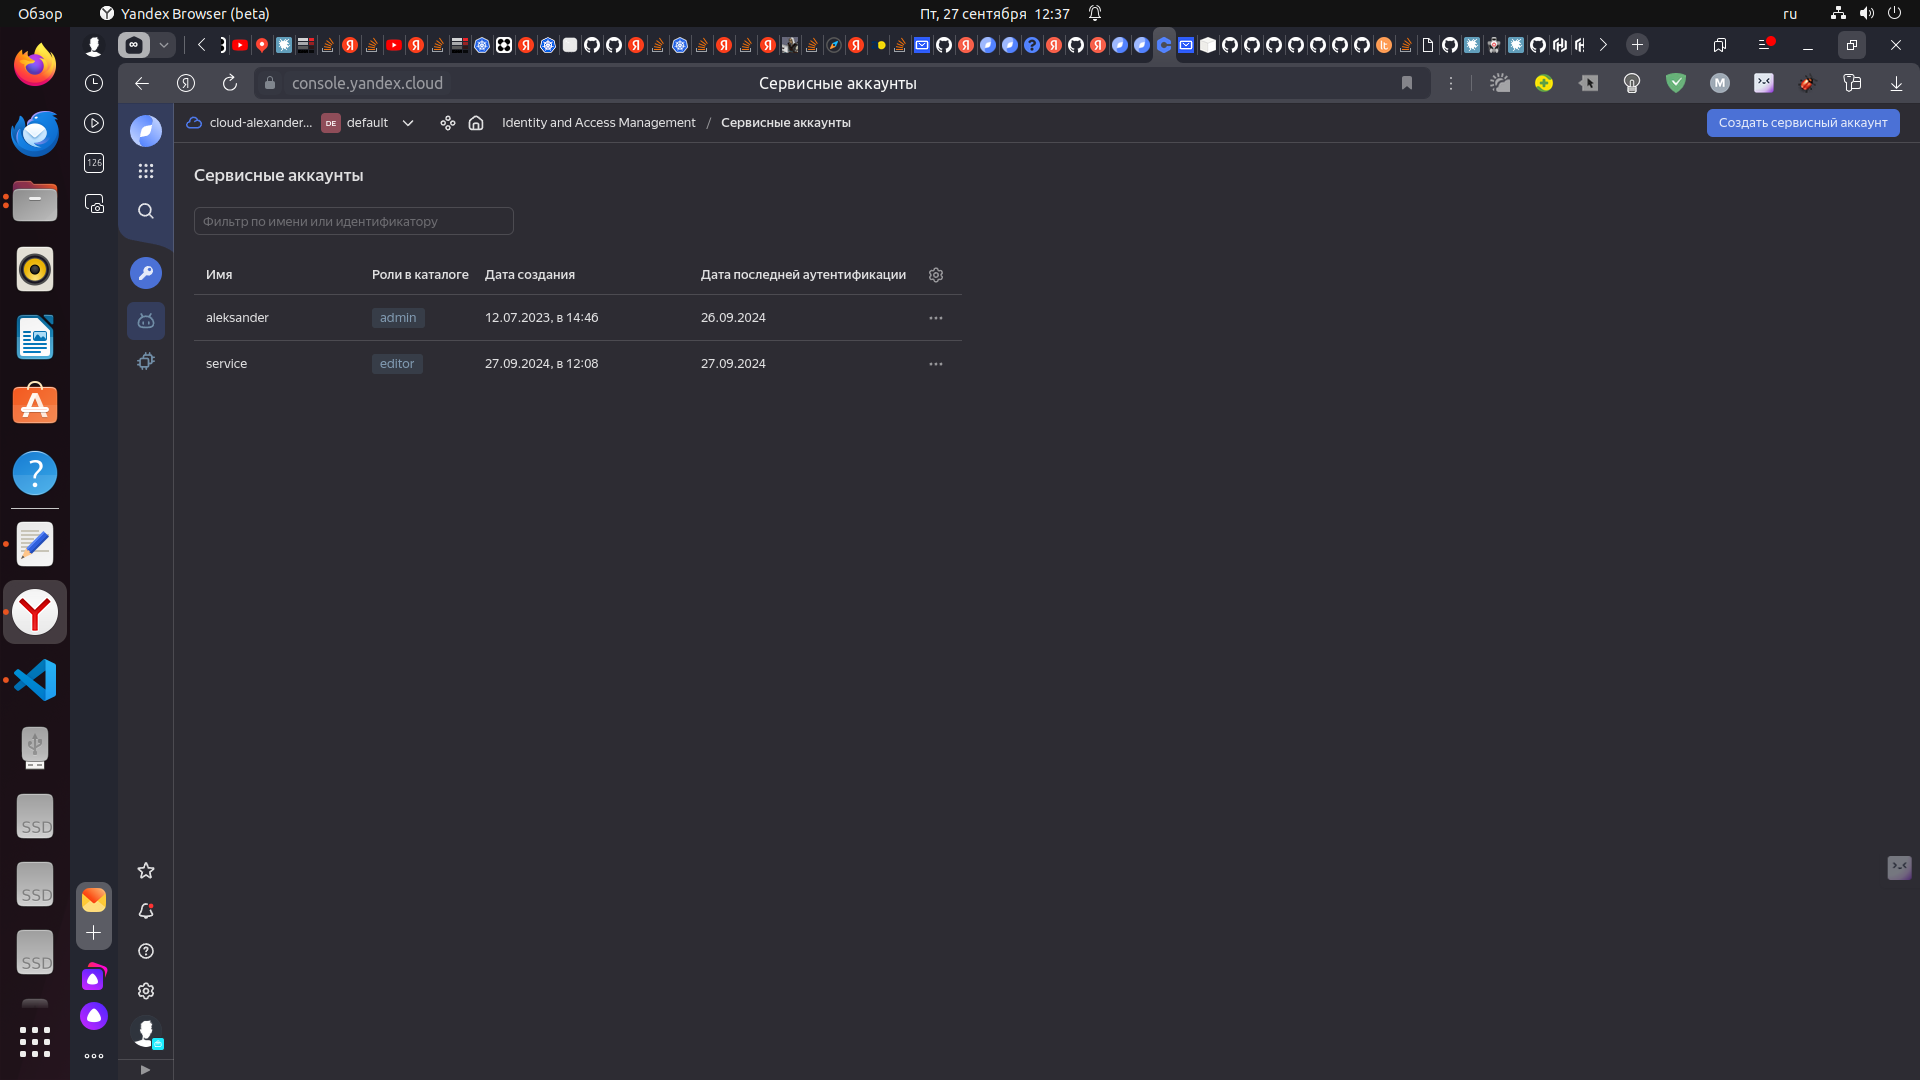 Обзор
Yandex Browser (beta)
Пт, 27 сентября 12:37
ru
console.yandex.cloud
Сервисные аккаунты
cloud-alexander...
DE
default
Identity and Access Management / Сервисные аккаунты
Создать сервисный аккаунт
126
Сервисные аккаунты
Фильтр по имени или идентификатору
Имя
Роли в каталоге
Дата создания
Дата последней аутентификации
aleksander
admin
12.07.2023, в 14:46
26.09.2024
service
editor
27.09.2024, в 12:08
27.09.2024
SSD
SSD
SSD